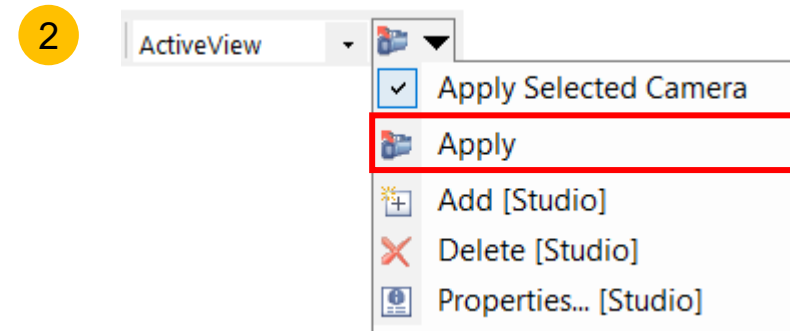 2
ActiveView
Apply Selected Camera
Apply
Add [Studio]
Delete [Studio]
Properties... [Studio]